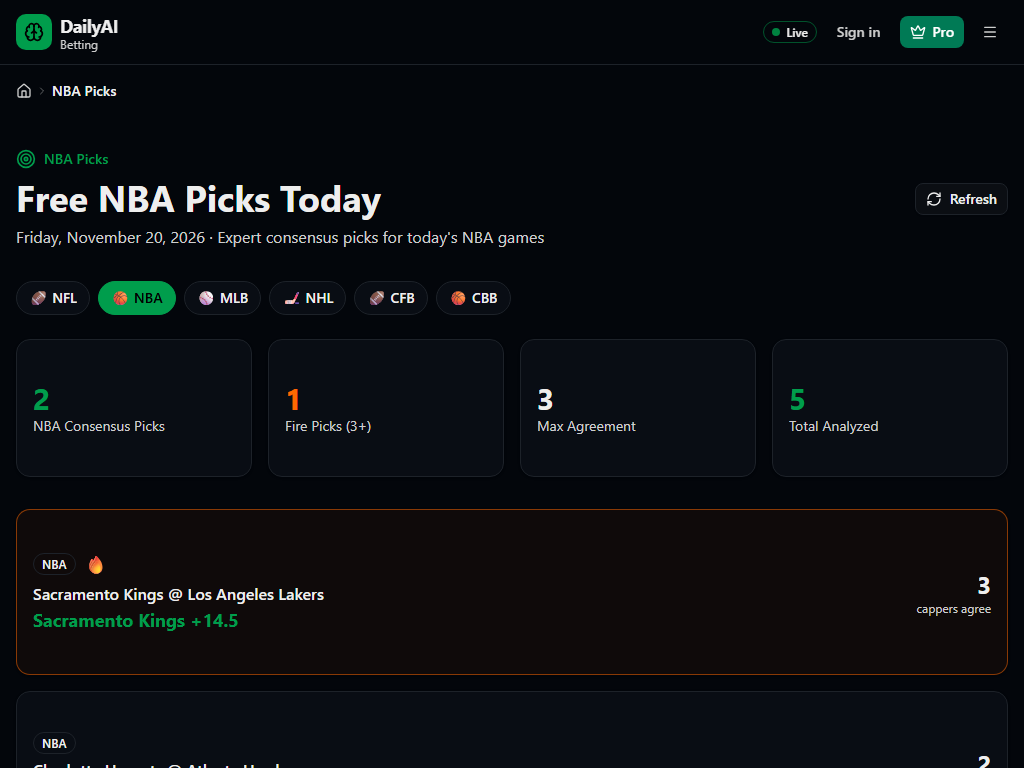 DailyAI
Betting
Live
Sign in
Pro
NBA Picks
NBA Picks
Free NBA Picks Today
Refresh
Friday, November 20, 2026 · Expert consensus picks for today's NBA games
NFL
NBA
MLB
NHL
CFB
CBB
2
NBA Consensus Picks
1
Fire Picks (3+)
3
Max Agreement
5
Total Analyzed
NBA
Sacramento Kings @ Los Angeles Lakers
Sacramento Kings +14.5
3
cappers agree
NBA
2